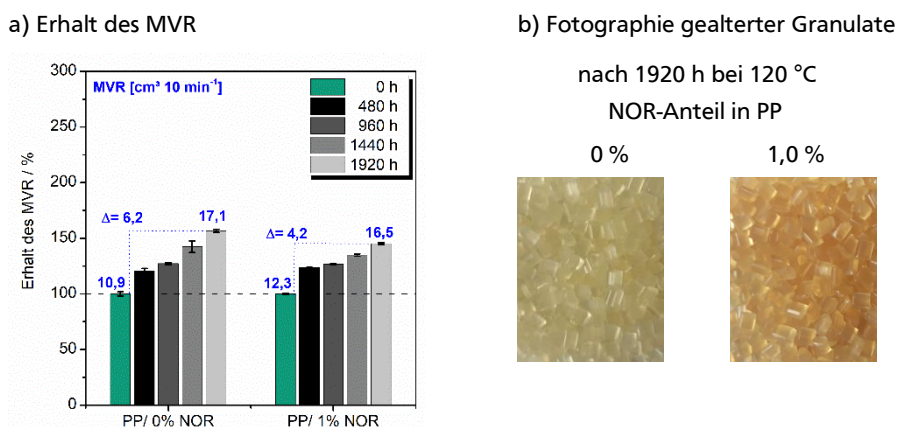 a) Erhalt des MVR
b) Fotographie gealterter Granulate
nach 1920 h bei 120 °C
NOR-Anteil in PP
0 %
1,0 %
MVR [cm³ 10 min⁻¹]
0 h
480 h
960 h
1440 h
1920 h
Erhalt des MVR / %
300
250
200
150
100
50
0
Δ= 6,2
17,1
10,9
Δ= 4,2
16,5
12,3
PP/ 0% NOR
PP/ 1% NOR